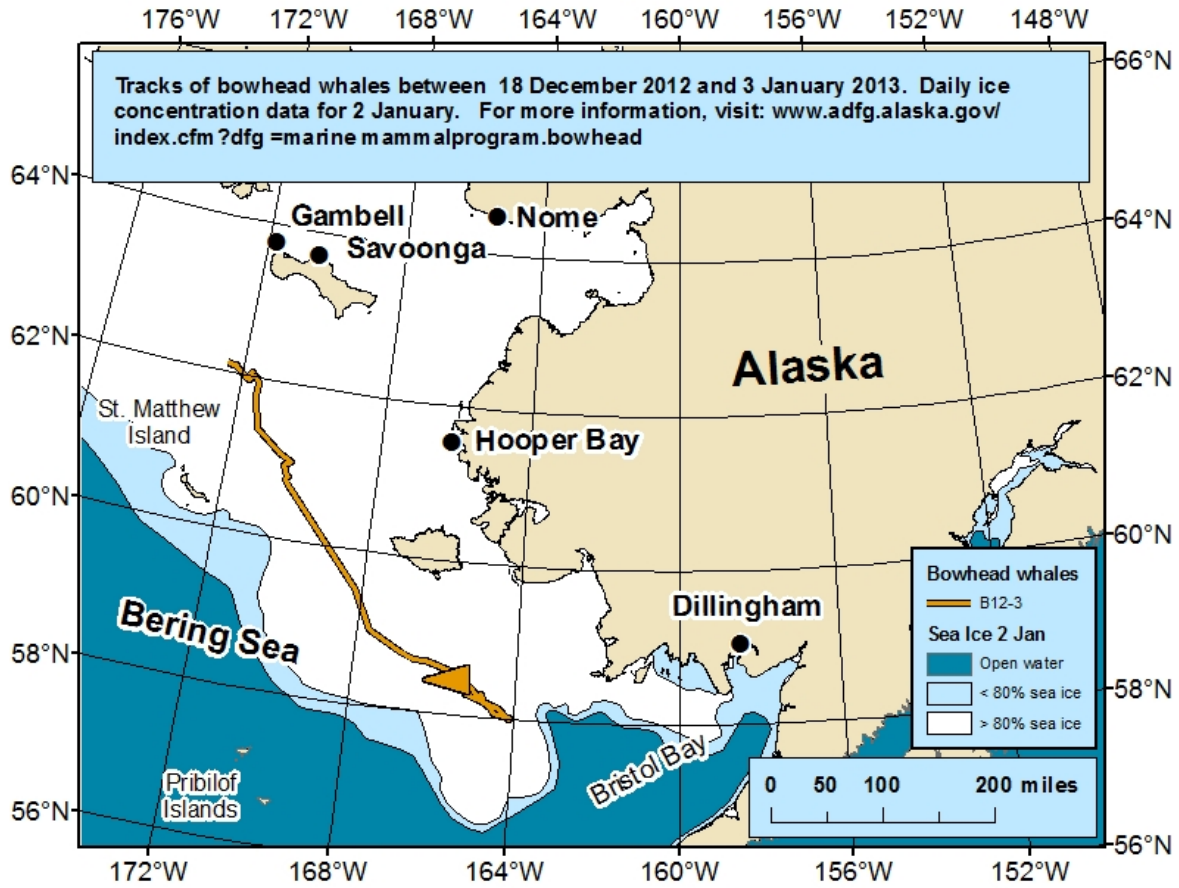 176°W 172°W 168°W 164°W 160°W 156°W 152°W 148°W
Tracks of bowhead whales between 18 December 2012 and 3 January 2013. Daily ice
concentration data for 2 January. For more information, visit: www.adfg.alaska.gov/
index.cfm?dfg =marine mammalprogram.bowhead
66°N
64°N
64°N
Gambell
Nome
Savoonga
62°N
62°N
Alaska
St. Matthew
Island
Hooper Bay
60°N
60°N
Bowhead whales
B12-3
Sea Ice 2 Jan
Open water
< 80% sea ice
> 80% sea ice
Dillingham
Bering Sea
58°N
58°N
Bristol Bay
Pribilof
Islands
0 50 100 200 miles
56°N
56°N
172°W 168°W 164°W 160°W 156°W 152°W